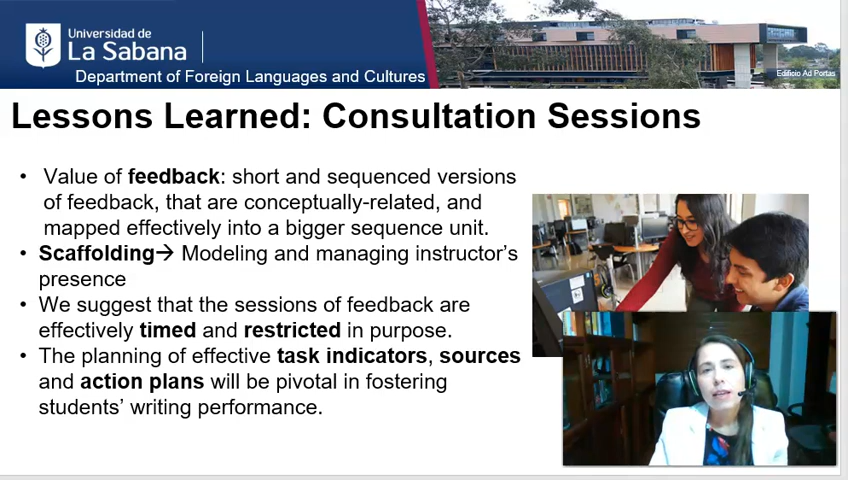 Universidad de
La Sabana
Department of Foreign Languages and Cultures
Edificio Ad Portas
Lessons Learned: Consultation Sessions
• Value of feedback: short and sequenced versions
of feedback, that are conceptually-related, and
mapped effectively into a bigger sequence unit.
• Scaffolding→ Modeling and managing instructor's
presence
• We suggest that the sessions of feedback are
effectively timed and restricted in purpose.
• The planning of effective task indicators, sources
and action plans will be pivotal in fostering
students' writing performance.